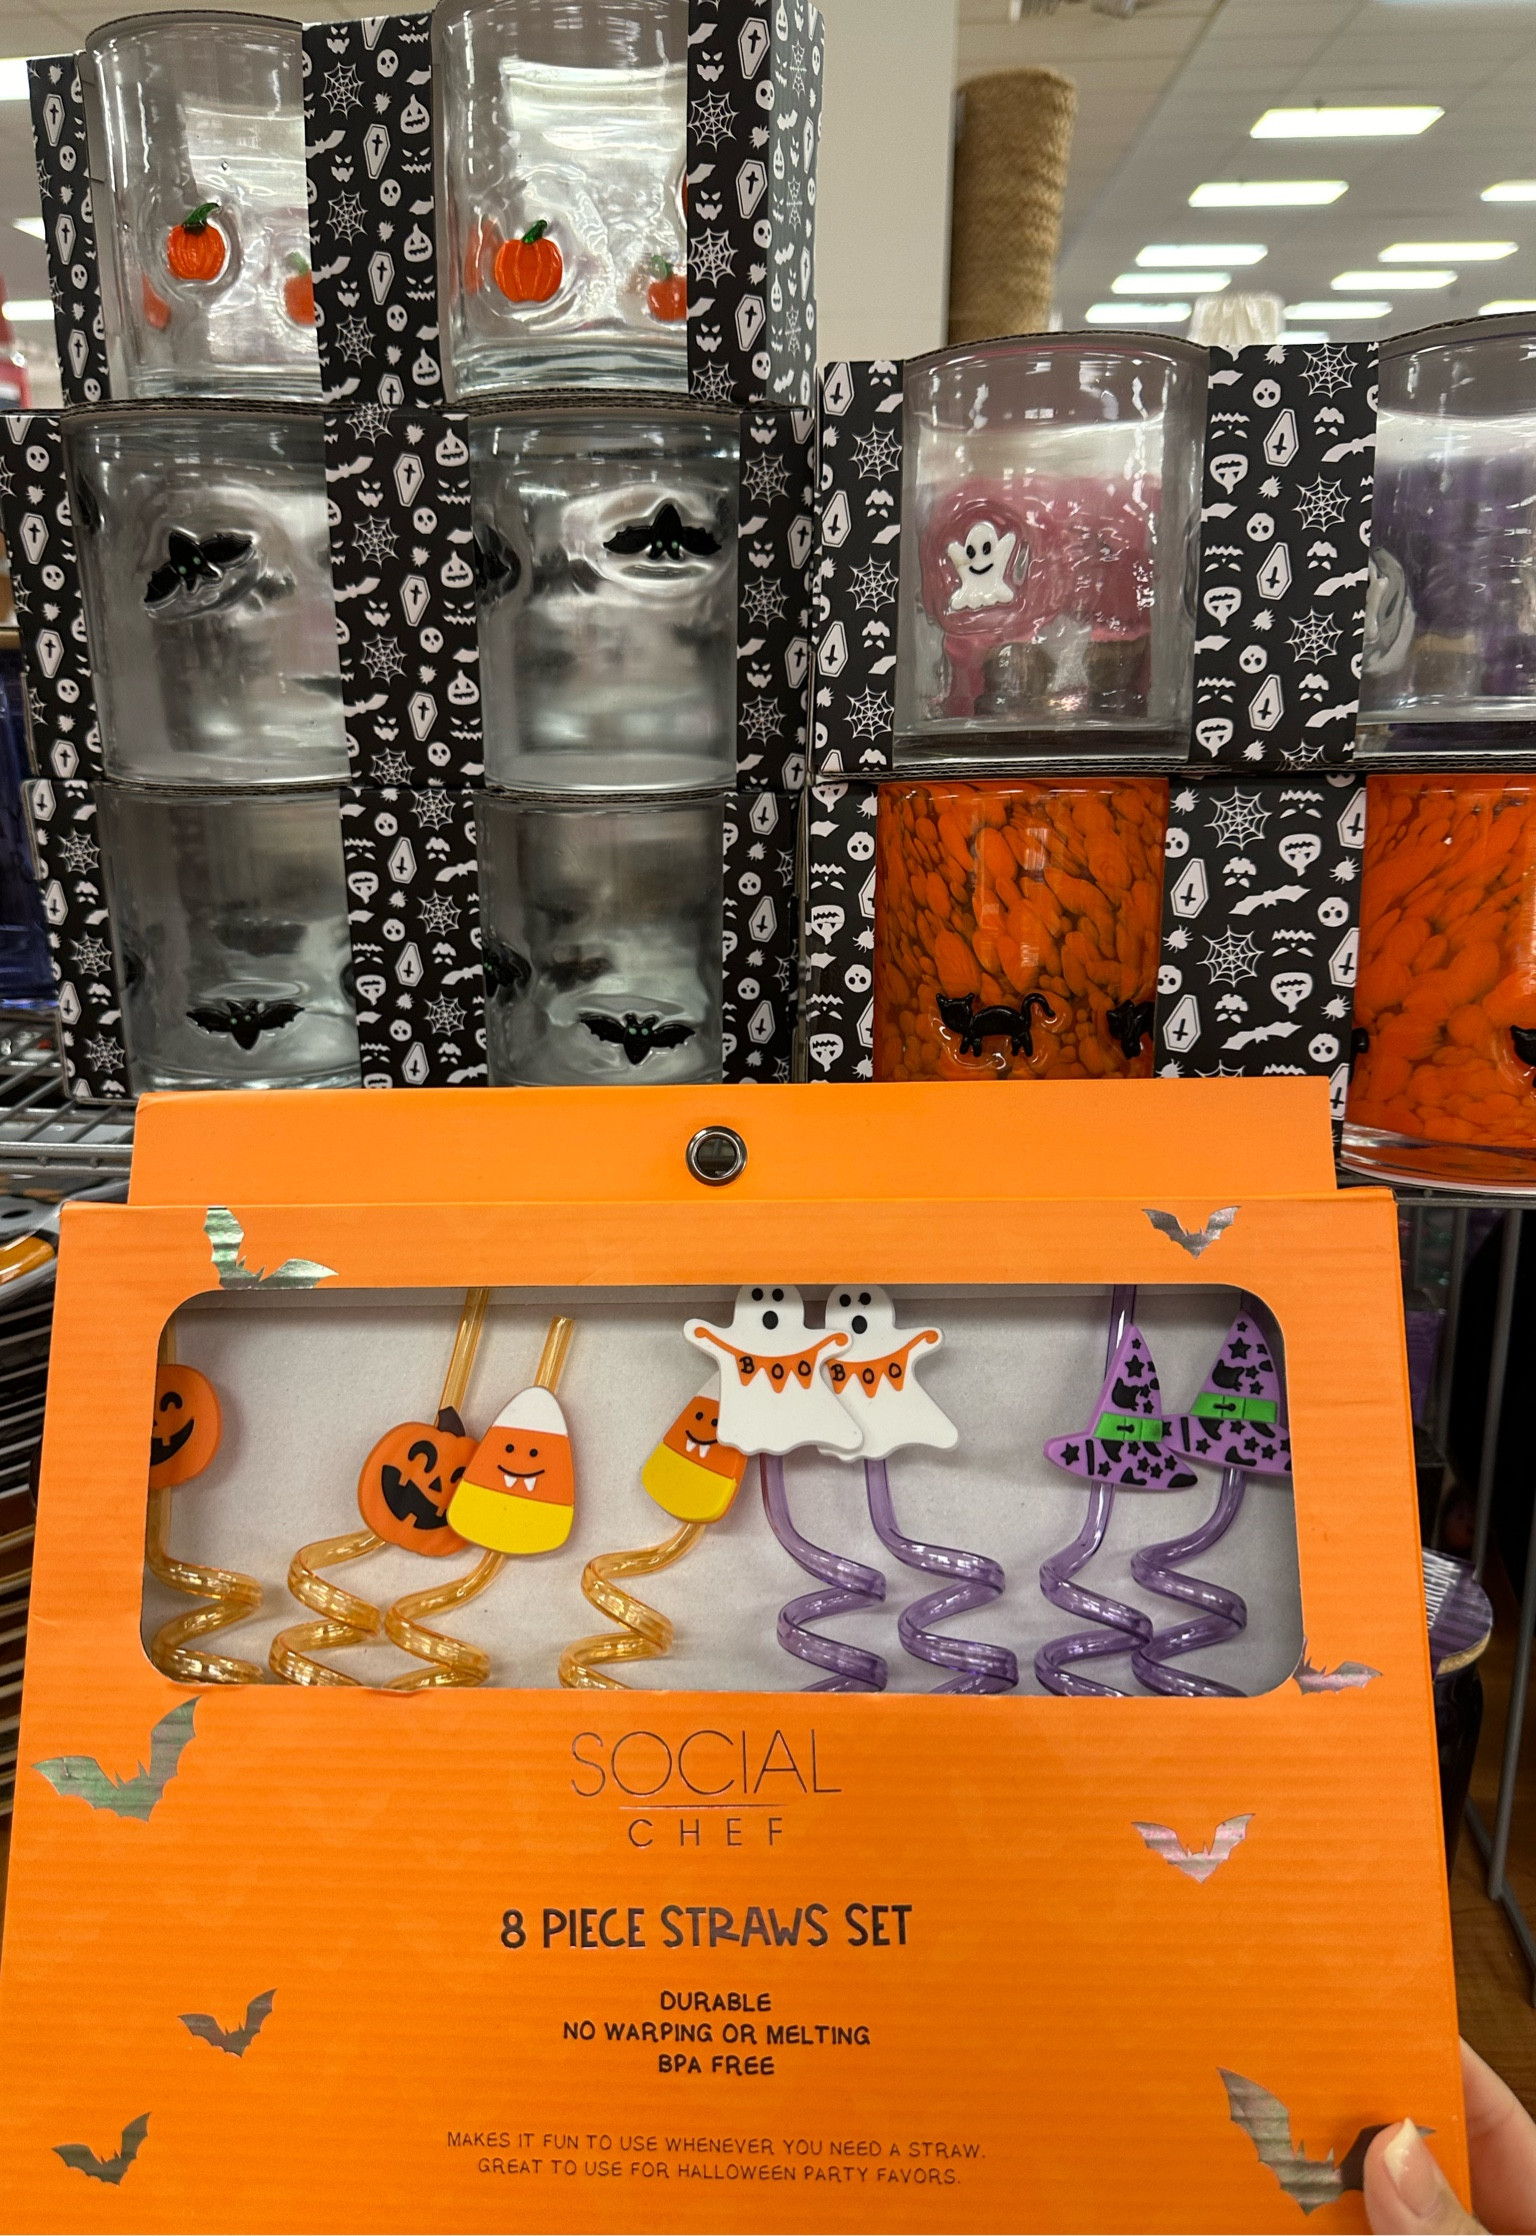 BOO
BOO
SOCIAL
CHEF
8 PIECE STRAWS SET
DURABLE
NO WARPING OR MELTING
BPA FREE
MAKES IT FUN TO USE WHENEVER YOU NEED A STRAW.
GREAT TO USE FOR HALLOWEEN PARTY FAVORS.